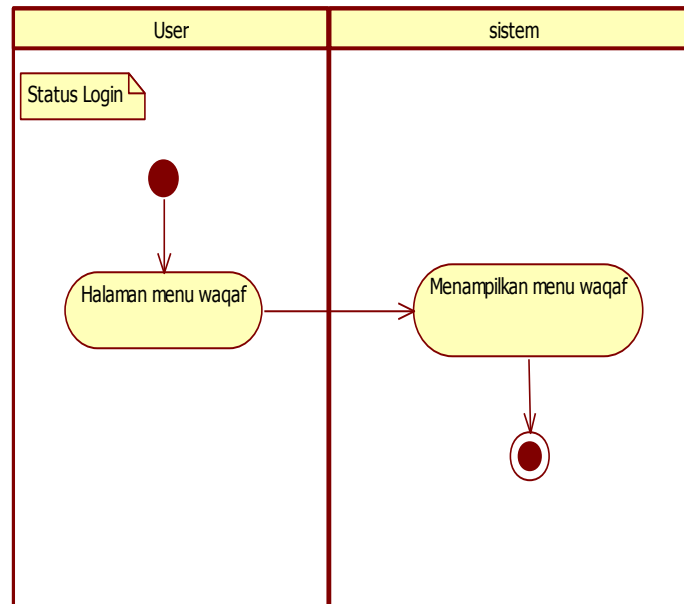 User
sistem
Status Login
Halaman menu waqaf
Menampilkan menu waqaf